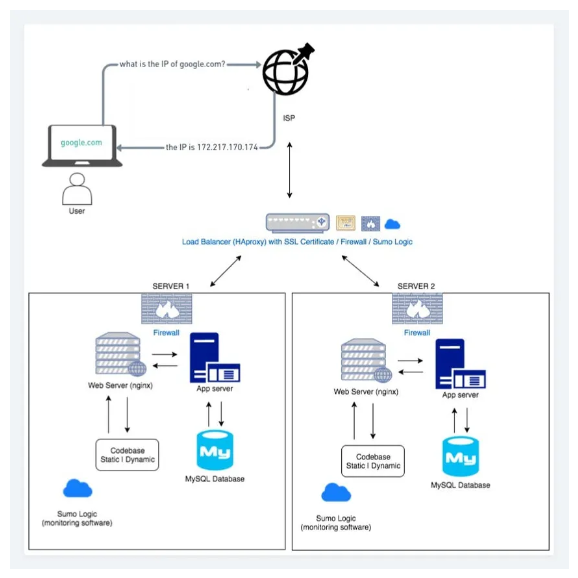 what is the IP of google.com?
ISP
google.com
the IP is 172.217.170.174
User
Load Balancer (HAproxy) with SSL Certificate / Firewall / Sumo Logic
SERVER 1
Firewall
Web Server (nginx)
App server
Codebase
Static | Dynamic
My
MySQL Database
Sumo Logic
(monitoring software)
SERVER 2
Firewall
Web Server (nginx)
App server
Codebase
Static | Dynamic
My
MySQL Database
Sumo Logic
(monitoring software)